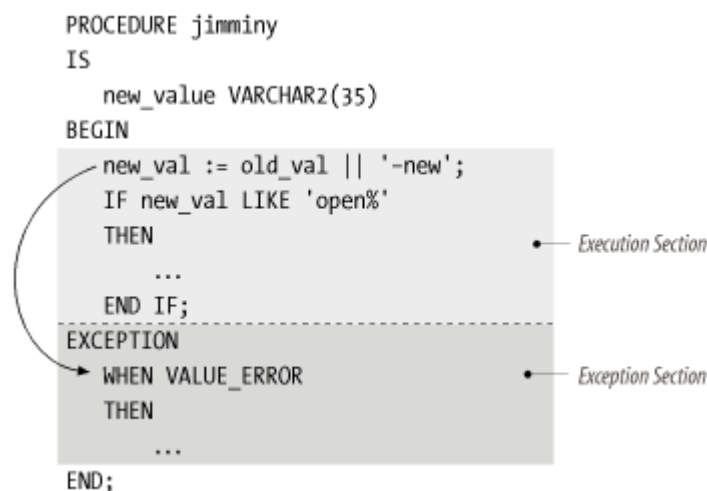 PROCEDURE jimminy
IS
new_value VARCHAR2(35)
BEGIN
new_val := old_val || '-new';
IF new_val LIKE 'open%'
THEN
...
END IF;
Execution Section
EXCEPTION
WHEN VALUE_ERROR
THEN
...
Exception Section
END;